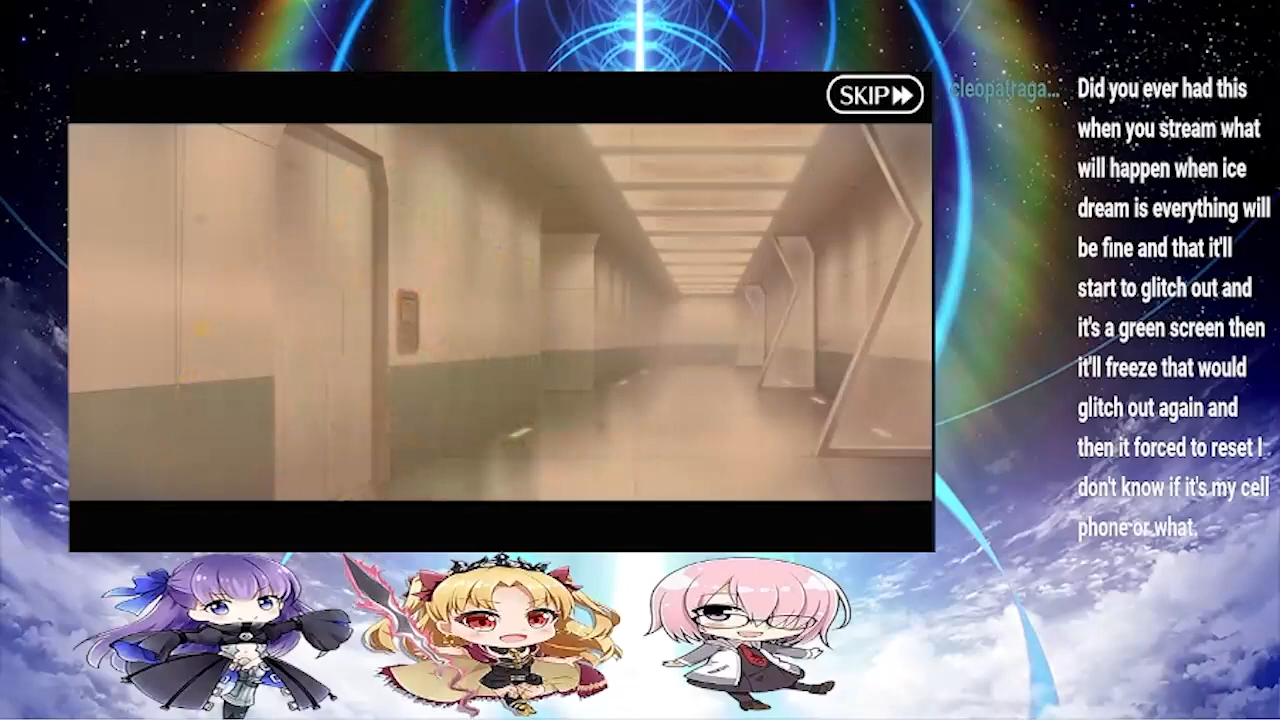 SKIP
cleopatraga...
Did you ever had this
when you stream what
will happen when ice
dream is everything will
be fine and that it'll
start to glitch out and
it's a green screen then
it'll freeze that would
glitch out again and
then it forced to reset I
don't know if it's my cell
phone or what.